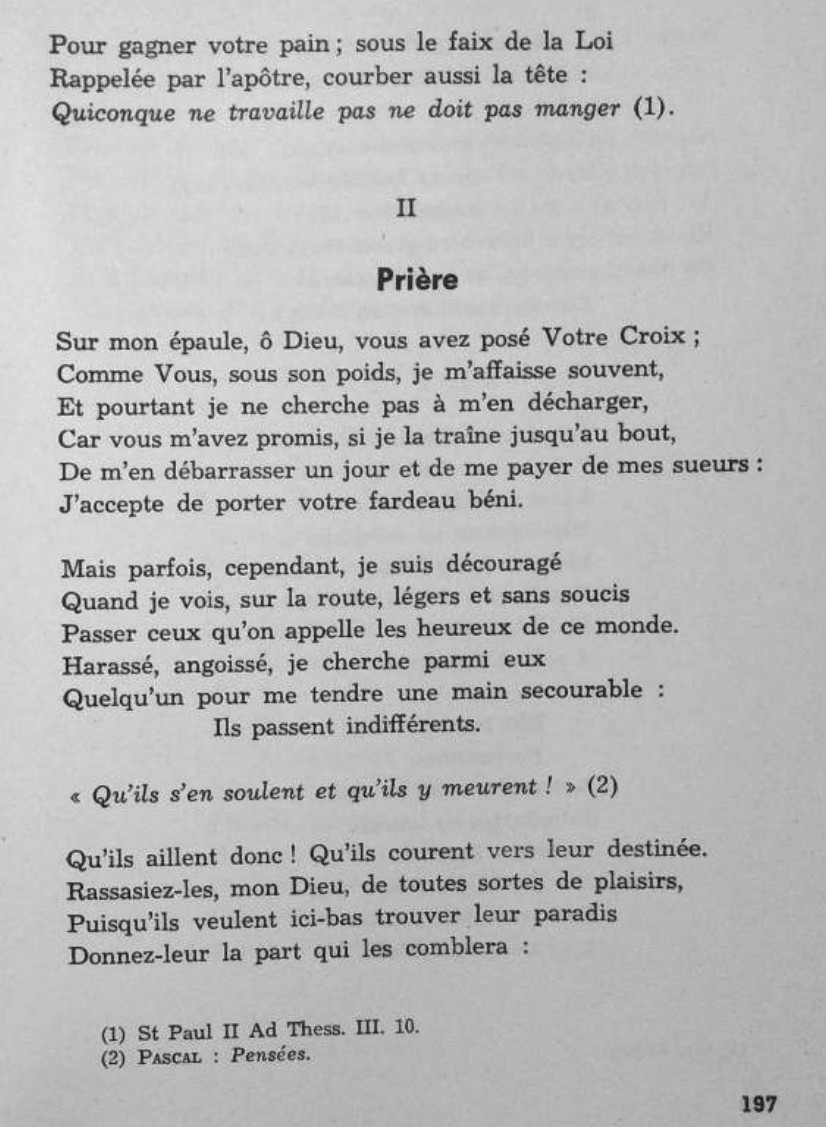 Pour gagner votre pain ; sous le faix de la Loi
Rappelée par l'apôtre, courber aussi la tête :
Quiconque ne travaille pas ne doit pas manger (1).
II
Prière
Sur mon épaule, ô Dieu, vous avez posé Votre Croix ;
Comme Vous, sous son poids, je m'affaisse souvent,
Et pourtant je ne cherche pas à m'en décharger,
Car vous m'avez promis, si je la traîne jusqu'au bout,
De m'en débarrasser un jour et de me payer de mes sueurs :
J'accepte de porter votre fardeau béni.
Mais parfois, cependant, je suis découragé
Quand je vois, sur la route, légers et sans soucis
Passer ceux qu'on appelle les heureux de ce monde.
Harassé, angoissé, je cherche parmi eux
Quelqu'un pour me tendre une main secourable :
Ils passent indifférents.
« Qu'ils s'en soulent et qu'ils y meurent ! » (2)
Qu'ils aillent donc ! Qu'ils courent vers leur destinée.
Rassasiez-les, mon Dieu, de toutes sortes de plaisirs,
Puisqu'ils veulent ici-bas trouver leur paradis
Donnez-leur la part qui les comblera :
(1) St Paul II Ad Thess. III. 10.
(2) PASCAL : Pensées.
197